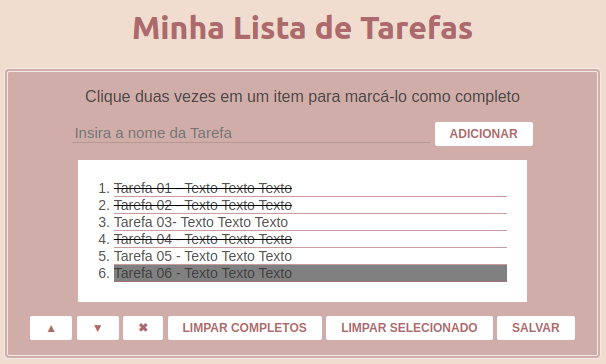 Minha Lista de Tarefas
Clique duas vezes em um item para marcá-lo como completo
Insira a nome da Tarefa
ADICIONAR
1. Tarefa 01 - Texto Texto Texto
2. Tarefa 02 - Texto Texto Texto
3. Tarefa 03- Texto Texto Texto
4. Tarefa 04 - Texto Texto Texto
5. Tarefa 05 - Texto Texto Texto
6. Tarefa 06 - Texto Texto Texto
▲ ▼ ✖ LIMPAR COMPLETOS LIMPAR SELECIONADO SALVAR